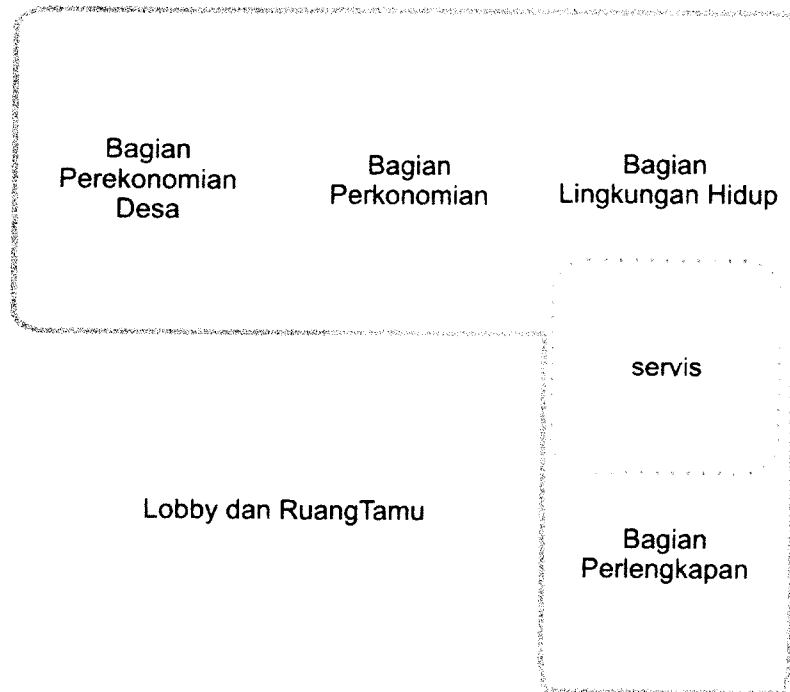 Bagian
Perekonomian
Desa
Bagian
Perkonomian
Bagian
Lingkungan Hidup
servis
Lobby dan RuangTamu
Bagian
Perlengkapan